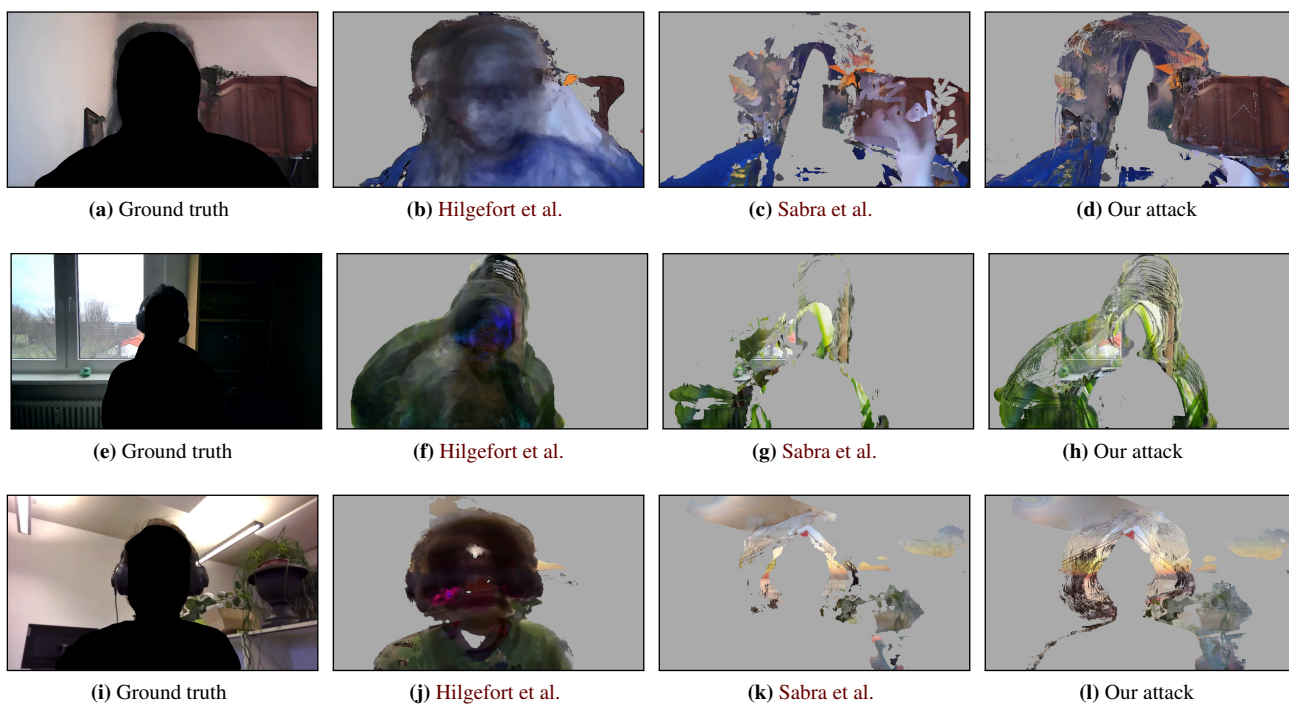 (a) Ground truth
(b) Hilgefort et al.
(c) Sabra et al.
(d) Our attack
(e) Ground truth
(f) Hilgefort et al.
(g) Sabra et al.
(h) Our attack
(i) Ground truth
(j) Hilgefort et al.
(k) Sabra et al.
(l) Our attack